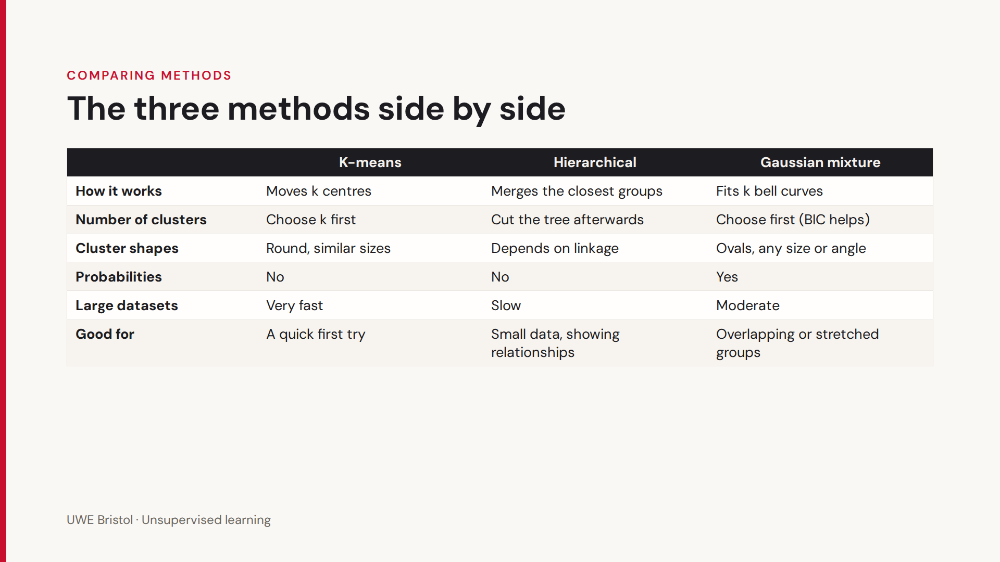 COMPARING METHODS
The three methods side by side
K-means Hierarchical Gaussian mixture
How it works Moves k centres Merges the closest groups Fits k bell curves
Number of clusters Choose k first Cut the tree afterwards Choose first (BIC helps)
Cluster shapes Round, similar sizes Depends on linkage Ovals, any size or angle
Probabilities No No Yes
Large datasets Very fast Slow Moderate
Good for A quick first try Small data, showing Overlapping or stretched
relationships groups
UWE Bristol · Unsupervised learning